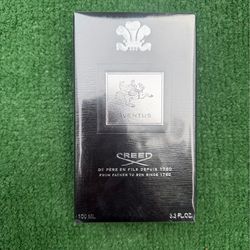 AVENTUS
CREED
DE PÈRE EN FILS DEPUIS 1760
FROM FATHER TO SON SINCE 1760
100 ML
3.3 FL.OZ.